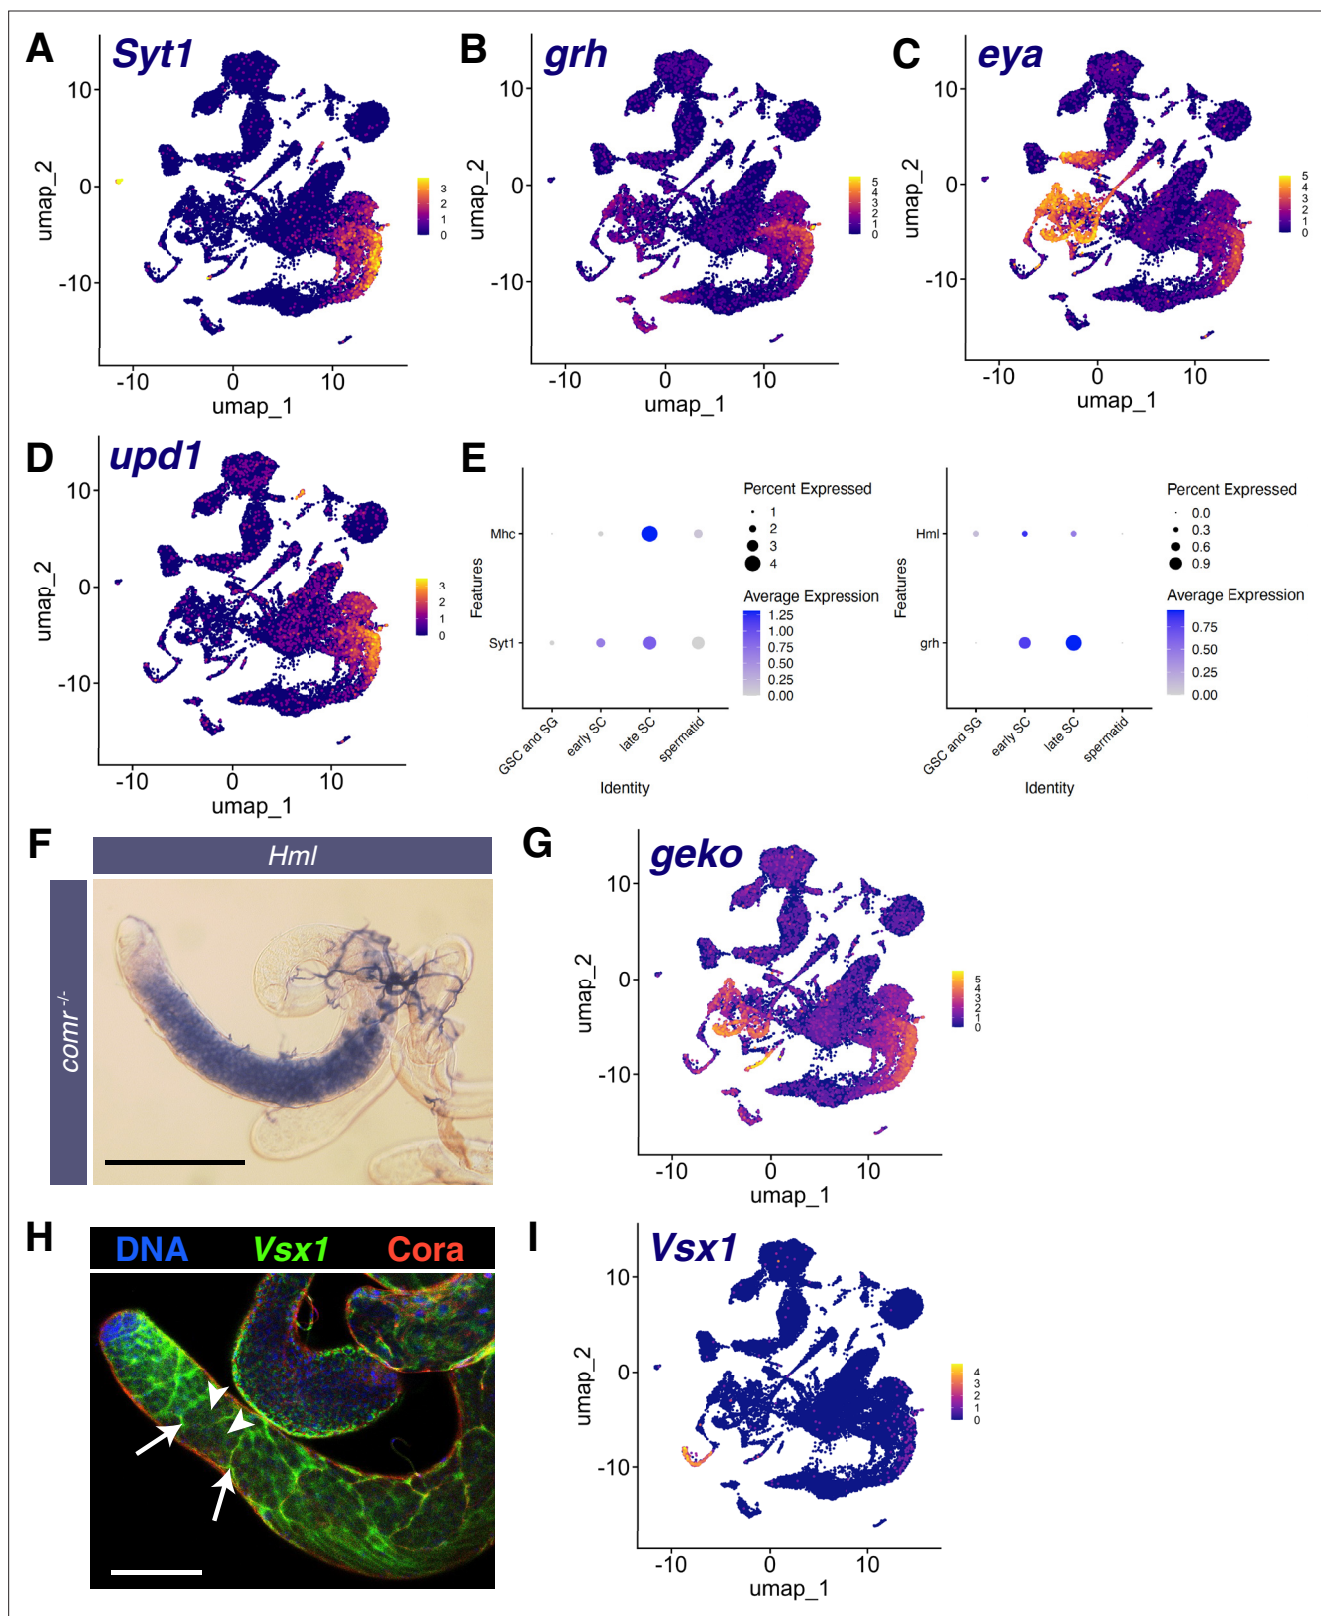 A
Syt1
10
0
-10
umap_2
-10
0
10
umap_1
3
2
1
0
B
grh
10
0
-10
umap_2
-10
0
10
umap_1
5
4
3
2
1
0
C
eya
10
0
-10
umap_2
-10
0
10
umap_1
5
4
3
2
1
0
D
upd1
10
0
-10
umap_2
-10
0
10
umap_1
3
2
1
0
E
Features
Mhc
Syt1
GSC and SG
early SC
late SC
spermatid
Identity
Percent Expressed
1
2
3
4
Average Expression
1.25
1.00
0.75
0.50
0.25
0.00
Features
Hml
grh
GSC and SG
early SC
late SC
spermatid
Identity
Percent Expressed
0.0
0.3
0.6
0.9
Average Expression
0.75
0.50
0.25
0.00
F
Hml
comr -/-
G
geko
10
0
-10
umap_2
-10
0
10
umap_1
5
4
3
2
1
0
H
DNA Vsx1 Cora
I
Vsx1
10
0
-10
umap_2
-10
0
10
umap_1
4
3
2
1
0